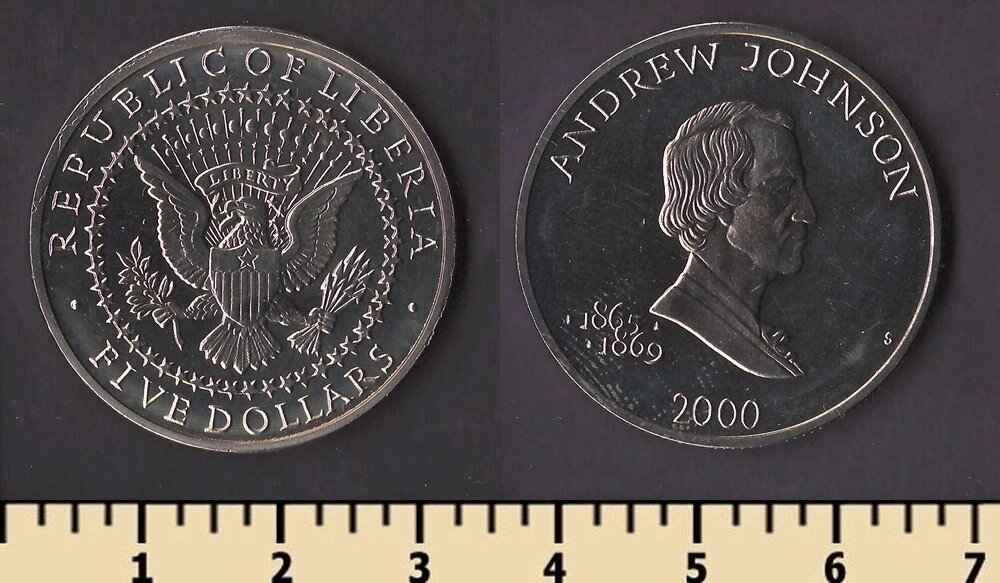 REPUBLIC OF LIBERIA
LIBERTY
FIVE DOLLARS
ANDREW JOHNSON
1865
1869
S
2000
1 2 3 4 5 6 7